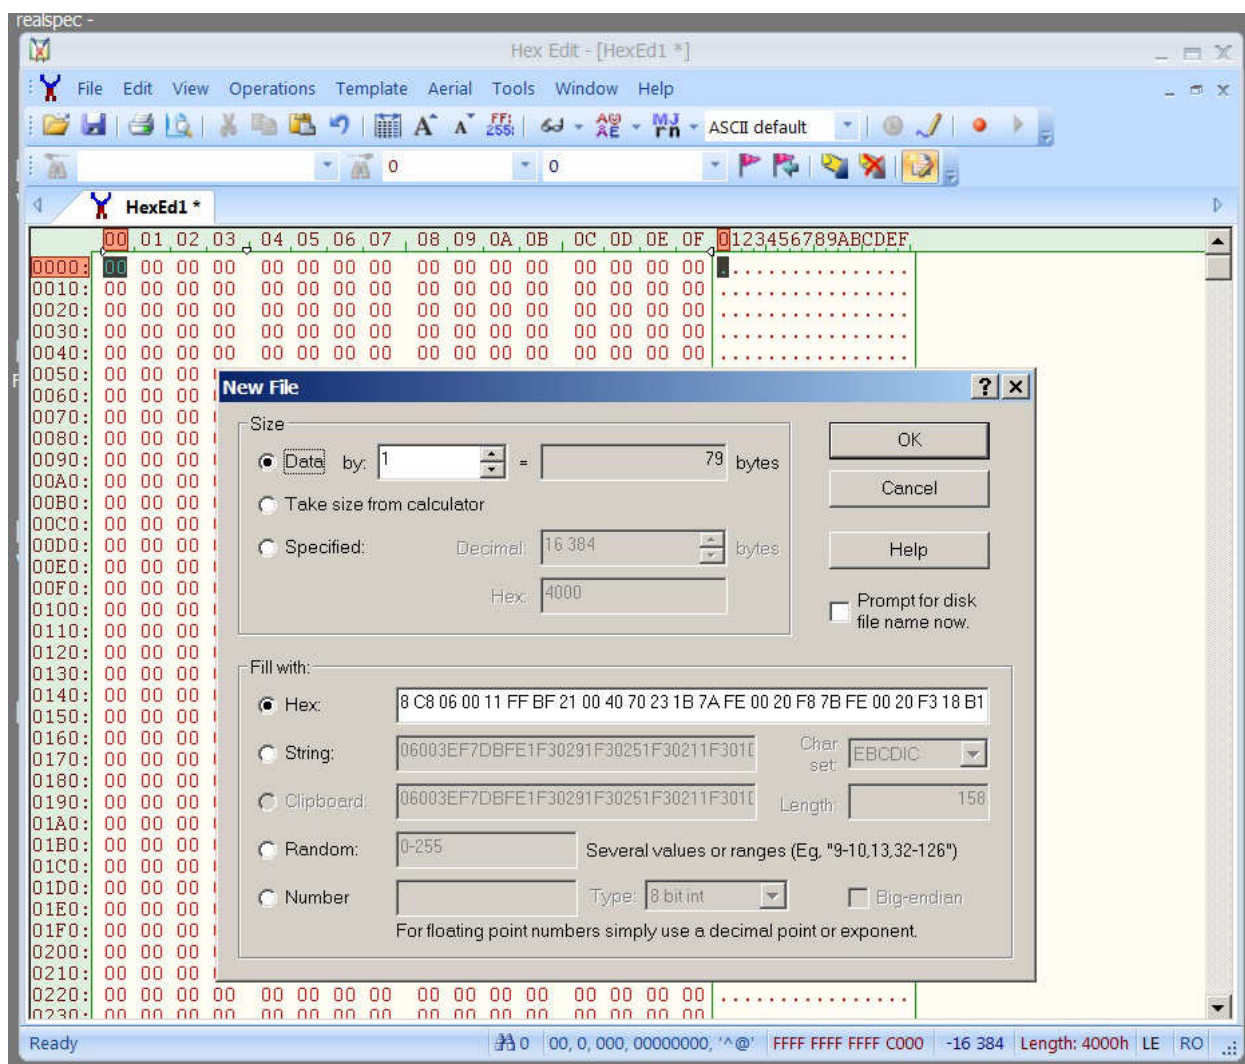 realspec -
Hex Edit - [HexEd1 *]
File Edit View Operations Template Aerial Tools Window Help
ASCII default
0 0
HexEd1 *
00 01 02 03 04 05 06 07 08 09 0A 0B 0C 0D 0E 0F 0123456789ABCDEF
0000: 00 00 00 00 00 00 00 00 00 00 00 00 00 00 00 00 ................
0010: 00 00 00 00 00 00 00 00 00 00 00 00 00 00 00 00 ................
0020: 00 00 00 00 00 00 00 00 00 00 00 00 00 00 00 00 ................
0030: 00 00 00 00 00 00 00 00 00 00 00 00 00 00 00 00 ................
0040: 00 00 00 00 00 00 00 00 00 00 00 00 00 00 00 00 ................
0050: 00 00 00
0060: 00 00 00
0070: 00 00 00
0080: 00 00 00
0090: 00 00 00
00A0: 00 00 00
00B0: 00 00 00
00C0: 00 00 00
00D0: 00 00 00
00E0: 00 00 00
00F0: 00 00 00
0100: 00 00 00
0110: 00 00 00
0120: 00 00 00
0130: 00 00 00
0140: 00 00 00
0150: 00 00 00
0160: 00 00 00
0170: 00 00 00
0180: 00 00 00
0190: 00 00 00
01A0: 00 00 00
01B0: 00 00 00
01C0: 00 00 00
01D0: 00 00 00
01E0: 00 00 00
01F0: 00 00 00
0200: 00 00 00
0210: 00 00 00
0220: 00 00 00 00 00 00 00 00 00 00 00 00 00 00 00 00 ................
0230: 00 00 00 00 00 00 00 00 00 00 00 00 00 00 00 00
New File
Size
Data by: 1 = 79 bytes
Take size from calculator
Specified: Decimal: 16 384 bytes
Hex: 4000
OK
Cancel
Help
Prompt for disk
file name now.
Fill with:
Hex: 8 C8 06 00 11 FF BF 21 00 40 70 23 1B 7A FE 00 20 F8 7B FE 00 20 F3 18 B1
String: 06003EF7DBFE1F30291F30251F30211F301D Char set: EBCDIC
Clipboard: 06003EF7DBFE1F30291F30251F30211F301D Length: 158
Random: 0-255 Several values or ranges (Eg, "9-10,13,32-126")
Number Type: 8 bit int Big-endian
For floating point numbers simply use a decimal point or exponent.
Ready 0 00, 0, 000, 00000000, '^@' FFFF FFFF FFFF C000 -16 384 Length: 4000h LE RO